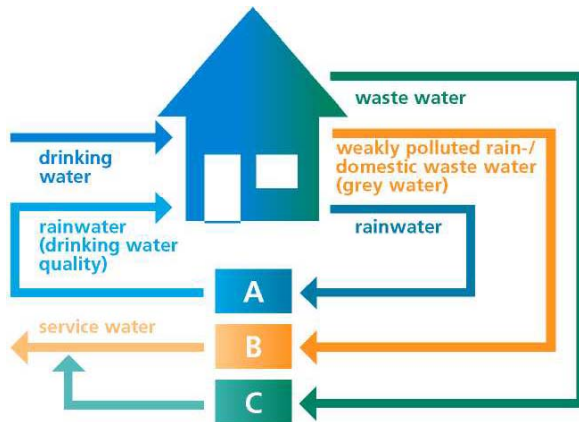 waste water
weakly polluted rain-/
domestic waste water
(grey water)
drinking
water
rainwater
(drinking water
quality)
rainwater
A
service water
B
C